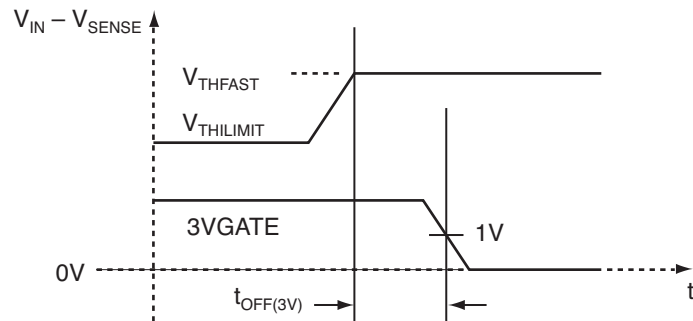 V_IN – V_SENSE
V_THFAST
V_THILIMIT
3VGATE
1V
0V
t
t_OFF(3V)